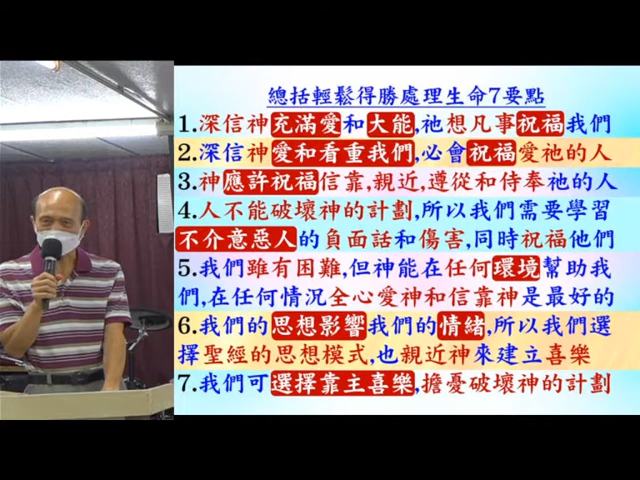 總括輕鬆得勝處理生命7要點
1.深信神充滿愛和大能,祂想凡事祝福我們
2.深信神愛和看重我們,必會祝福愛祂的人
3.神應許祝福信靠,親近,遵從和侍奉祂的人
4.人不能破壞神的計劃,所以我們需要學習
不介意惡人的負面話和傷害,同時祝福他們
5.我們雖有困難,但神能在任何環境幫助我
們,在任何情況全心愛神和信靠神是最好的
6.我們的思想影響我們的情緒,所以我們選
擇聖經的思想模式,也親近神來建立喜樂
7.我們可選擇靠主喜樂,擔憂破壞神的計劃